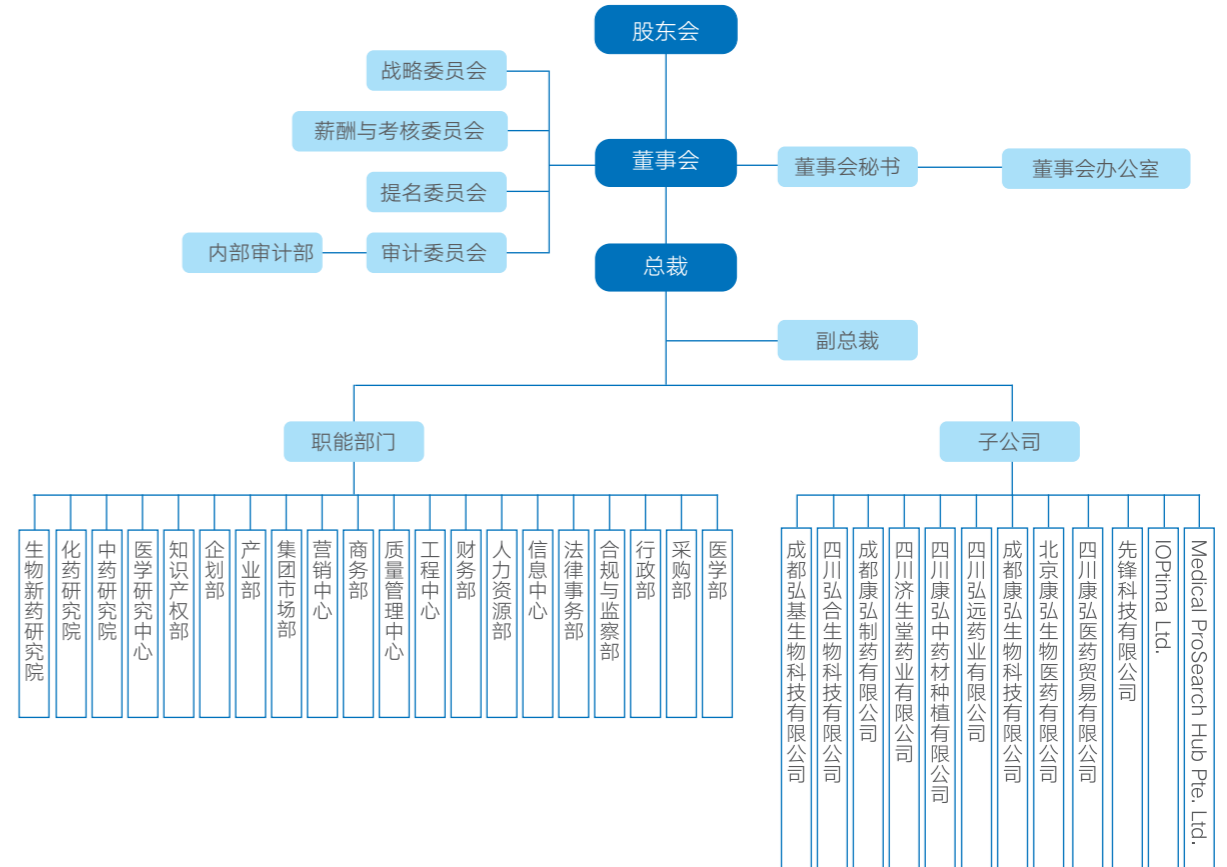 股东会
战略委员会
薪酬与考核委员会
董事会
董事会秘书
董事会办公室
提名委员会
内部审计部
审计委员会
总裁
副总裁
职能部门
子公司
生物新药研究院
化药研究院
中药研究院
医学研究中心
知识产权部
企划部
产业部
集团市场部
营销中心
商务部
质量管理中心
工程中心
财务部
人力资源部
信息中心
法律事务部
合规与监察部
行政部
采购部
医学部
成都弘基生物科技有限公司
四川弘合生物科技有限公司
成都康弘制药有限公司
四川济生堂药业有限公司
四川康弘中药材种植有限公司
四川弘远药业有限公司
成都康弘生物科技有限公司
北京康弘生物医药有限公司
四川康弘医药贸易有限公司
先锋科技有限公司
IOPtima Ltd.
Medical ProSearch Hub Pte. Ltd.